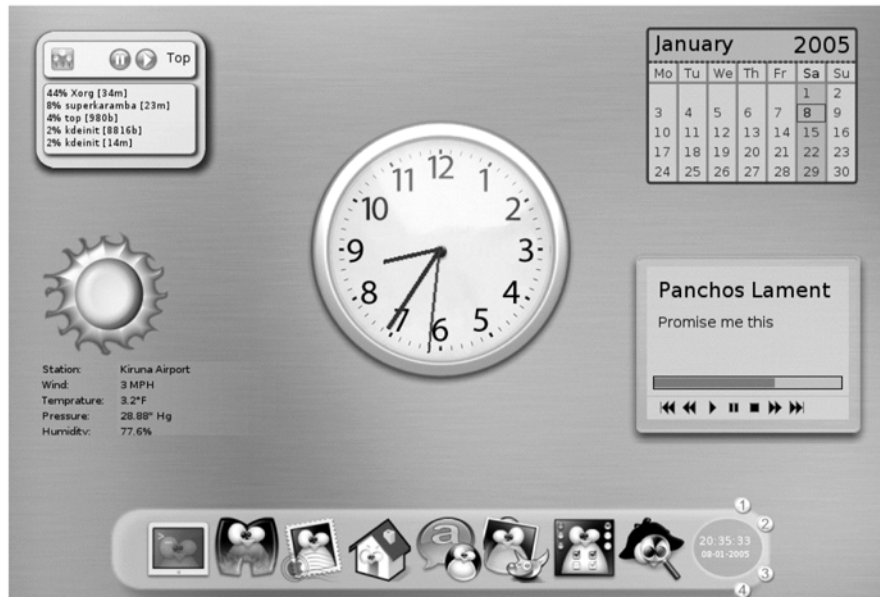 Top
44% Xorg [34m]
8% superkaramba [23m]
4% top [980b]
2% kdeinit [8816b]
2% kdeinit [14m]
January 2005
Mo Tu We Th Fr Sa Su
1 2
3 4 5 6 7 8 9
10 11 12 13 14 15 16
17 18 19 20 21 22 23
24 25 26 27 28 29 30
12 1 2 3 4 5 6 7 8 9 10 11
Station: Kiruna Airport
Wind: 3 MPH
Temprature: 3.2°F
Pressure: 28.88" Hg
Humidity: 77.6%
Panchos Lament
Promise me this
a
20:35:33
08-01-2005
1
2
3
4